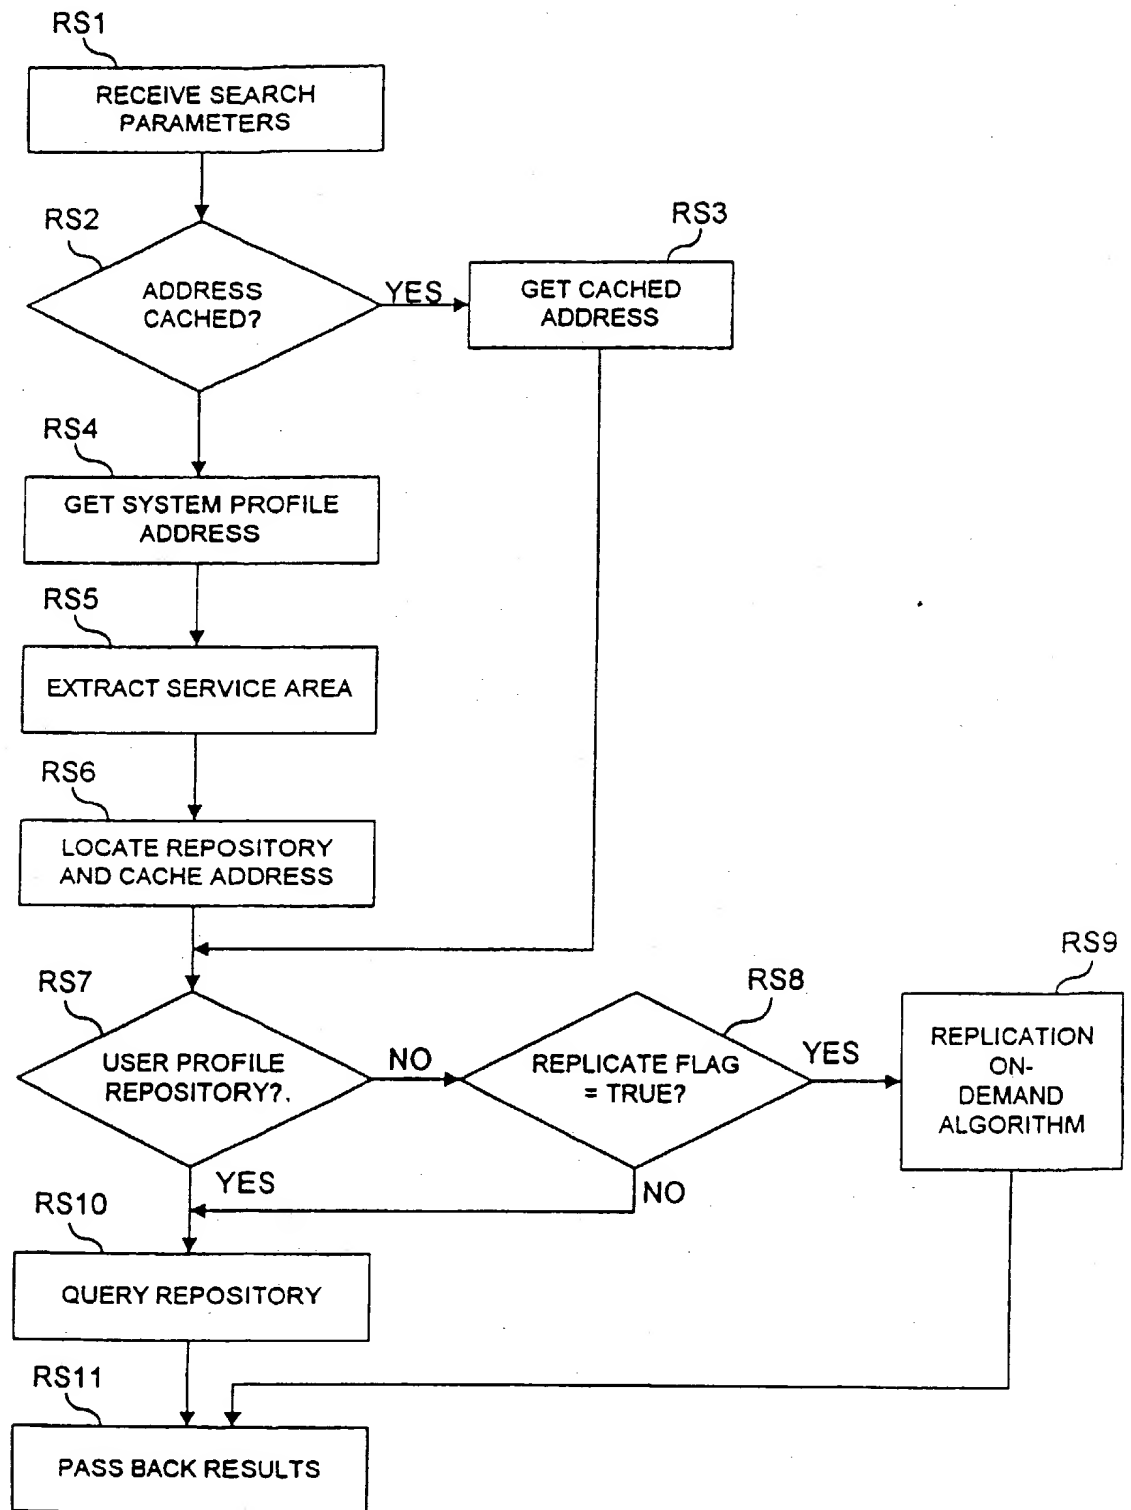 RS1
RECEIVE SEARCH
PARAMETERS
RS2
ADDRESS
CACHED?
YES
RS3
GET CACHED
ADDRESS
RS4
GET SYSTEM PROFILE
ADDRESS
RS5
EXTRACT SERVICE AREA
RS6
LOCATE REPOSITORY
AND CACHE ADDRESS
RS7
USER PROFILE
REPOSITORY?.
NO
RS8
REPLICATE FLAG
= TRUE?
YES
RS9
REPLICATION
ON-
DEMAND
ALGORITHM
YES
NO
RS10
QUERY REPOSITORY
RS11
PASS BACK RESULTS